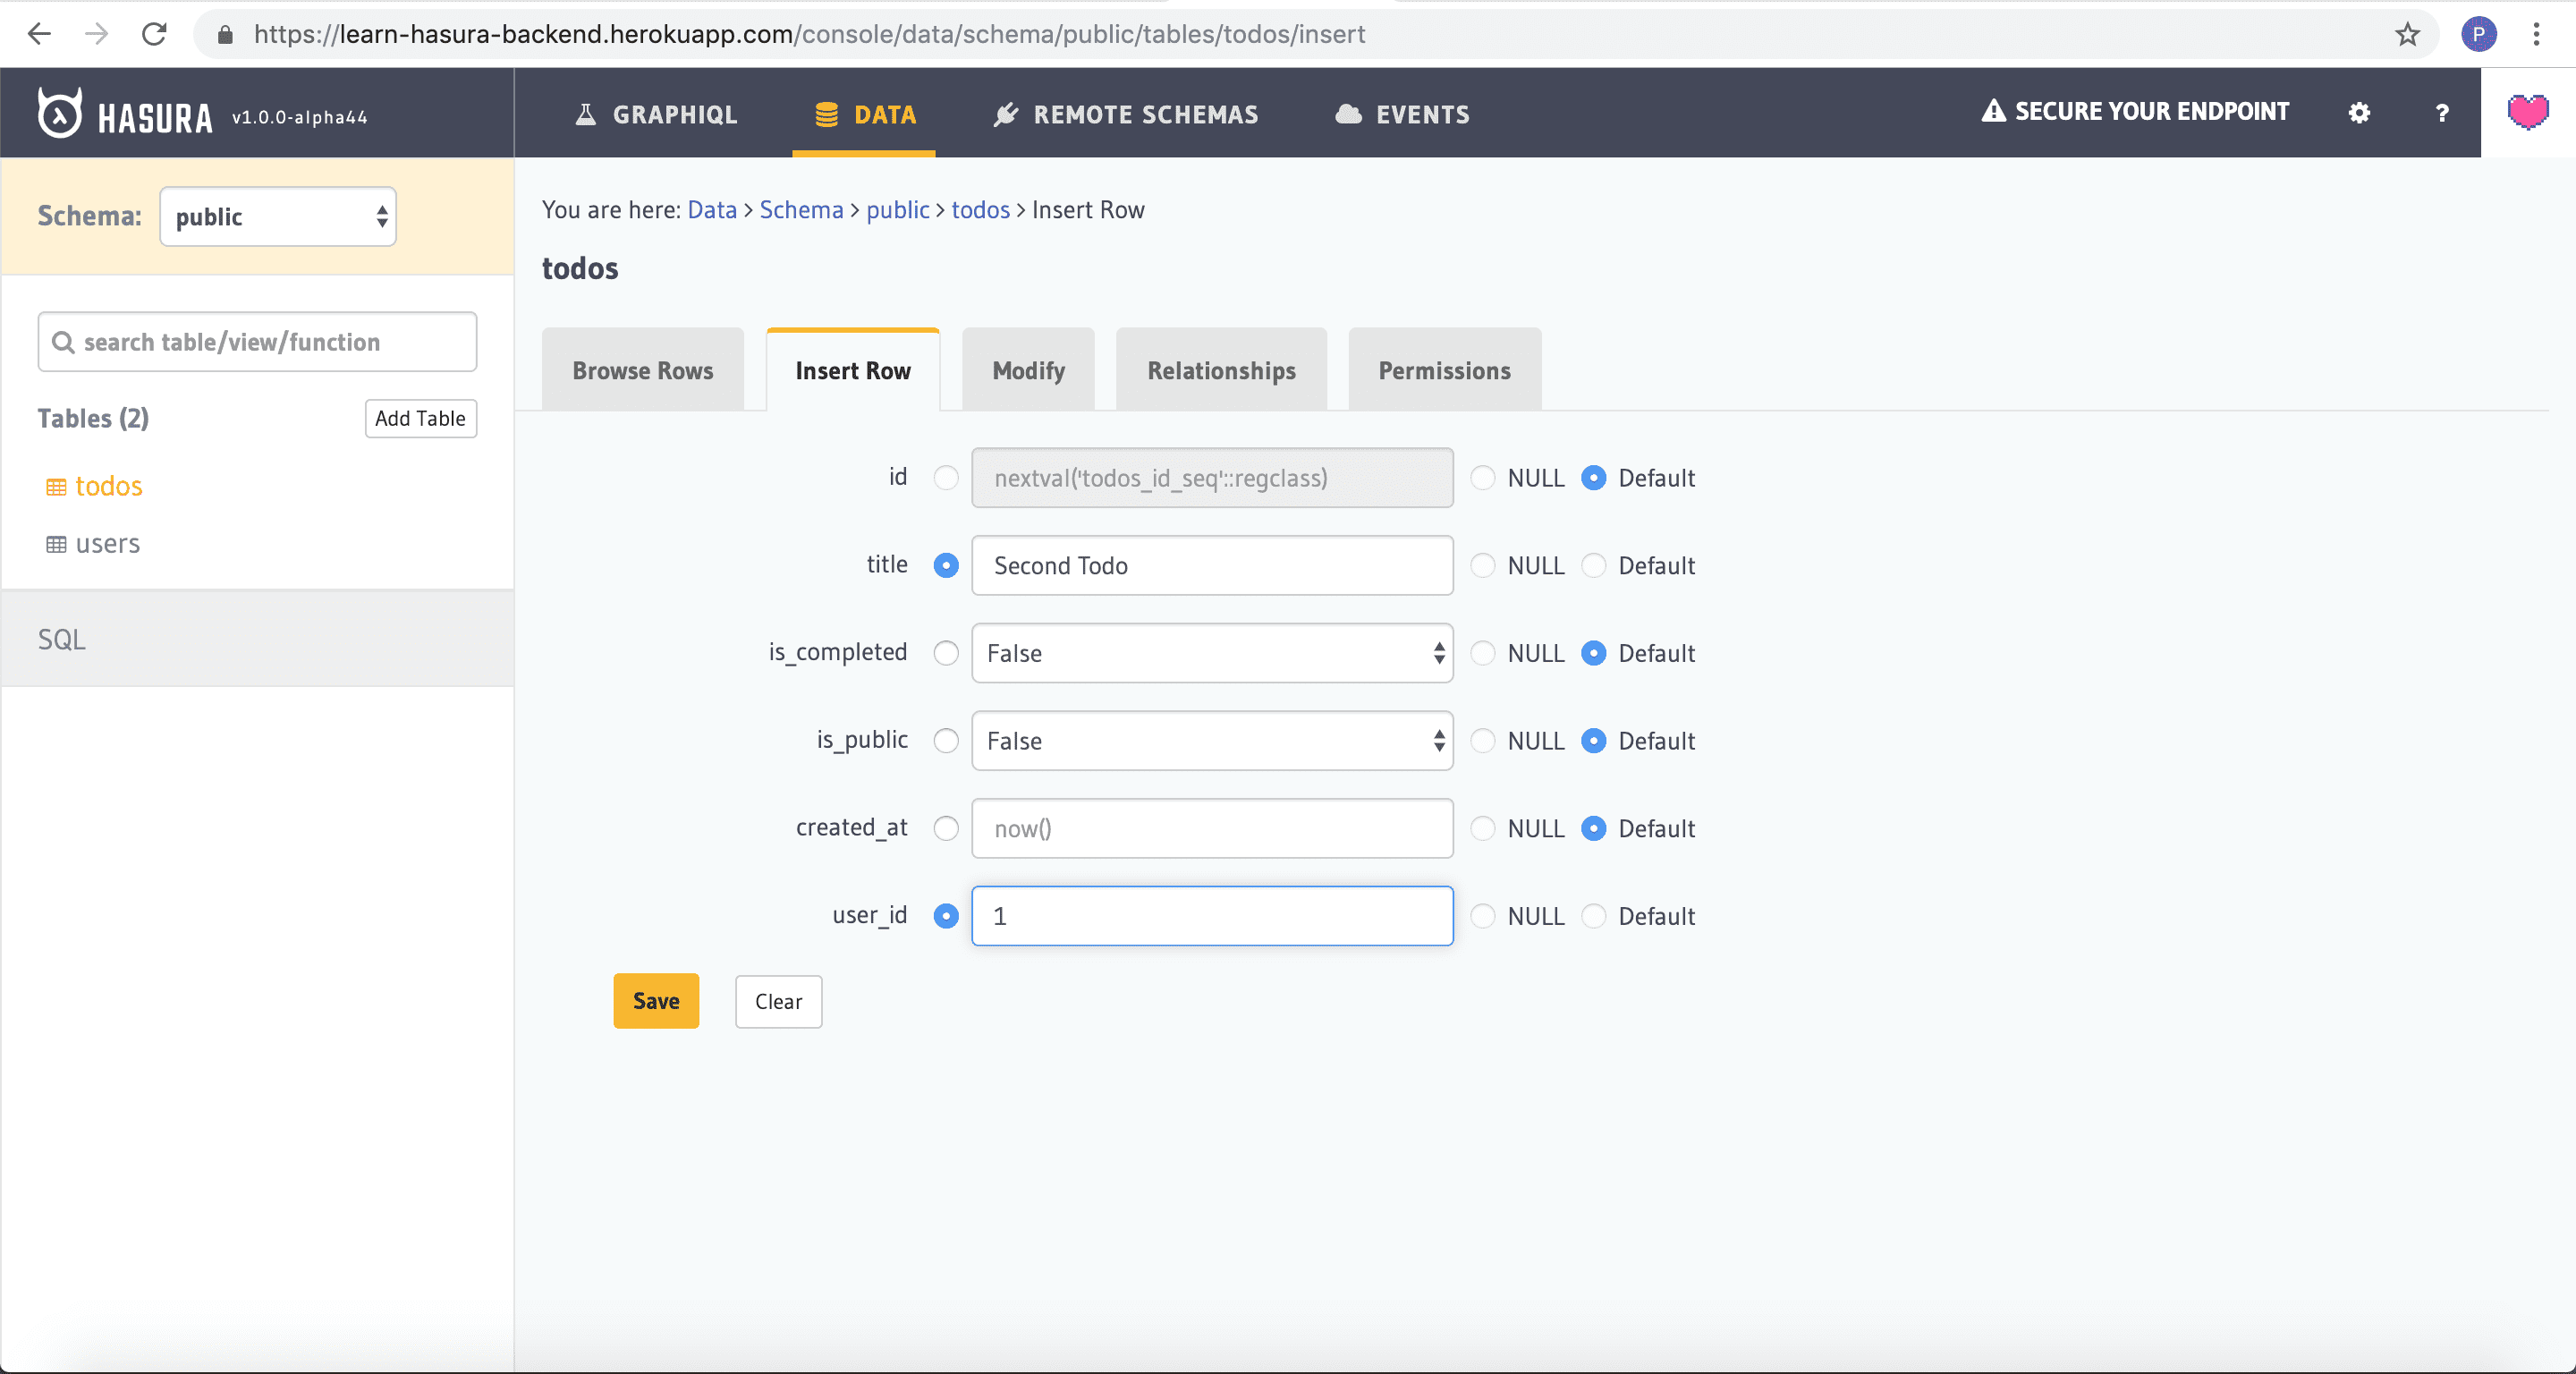 https://learn-hasura-backend.herokuapp.com/console/data/schema/public/tables/todos/insert
P
HASURA v1.0.0-alpha44
GRAPHIQL DATA REMOTE SCHEMAS EVENTS
SECURE YOUR ENDPOINT ?
Schema: public
You are here: Data > Schema > public > todos > Insert Row
todos
search table/view/function
Browse Rows Insert Row Modify Relationships Permissions
Tables (2) Add Table
todos
users
SQL
id nextval('todos_id_seq'::regclass) NULL Default
title Second Todo NULL Default
is_completed False NULL Default
is_public False NULL Default
created_at now() NULL Default
user_id 1 NULL Default
Save Clear